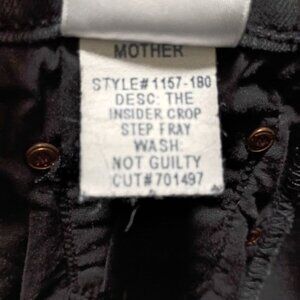 MOTHER
STYLE#1157-180
DESC: THE
INSIDER CROP
STEP FRAY
WASH:
NOT GUILTY
CUT#701497